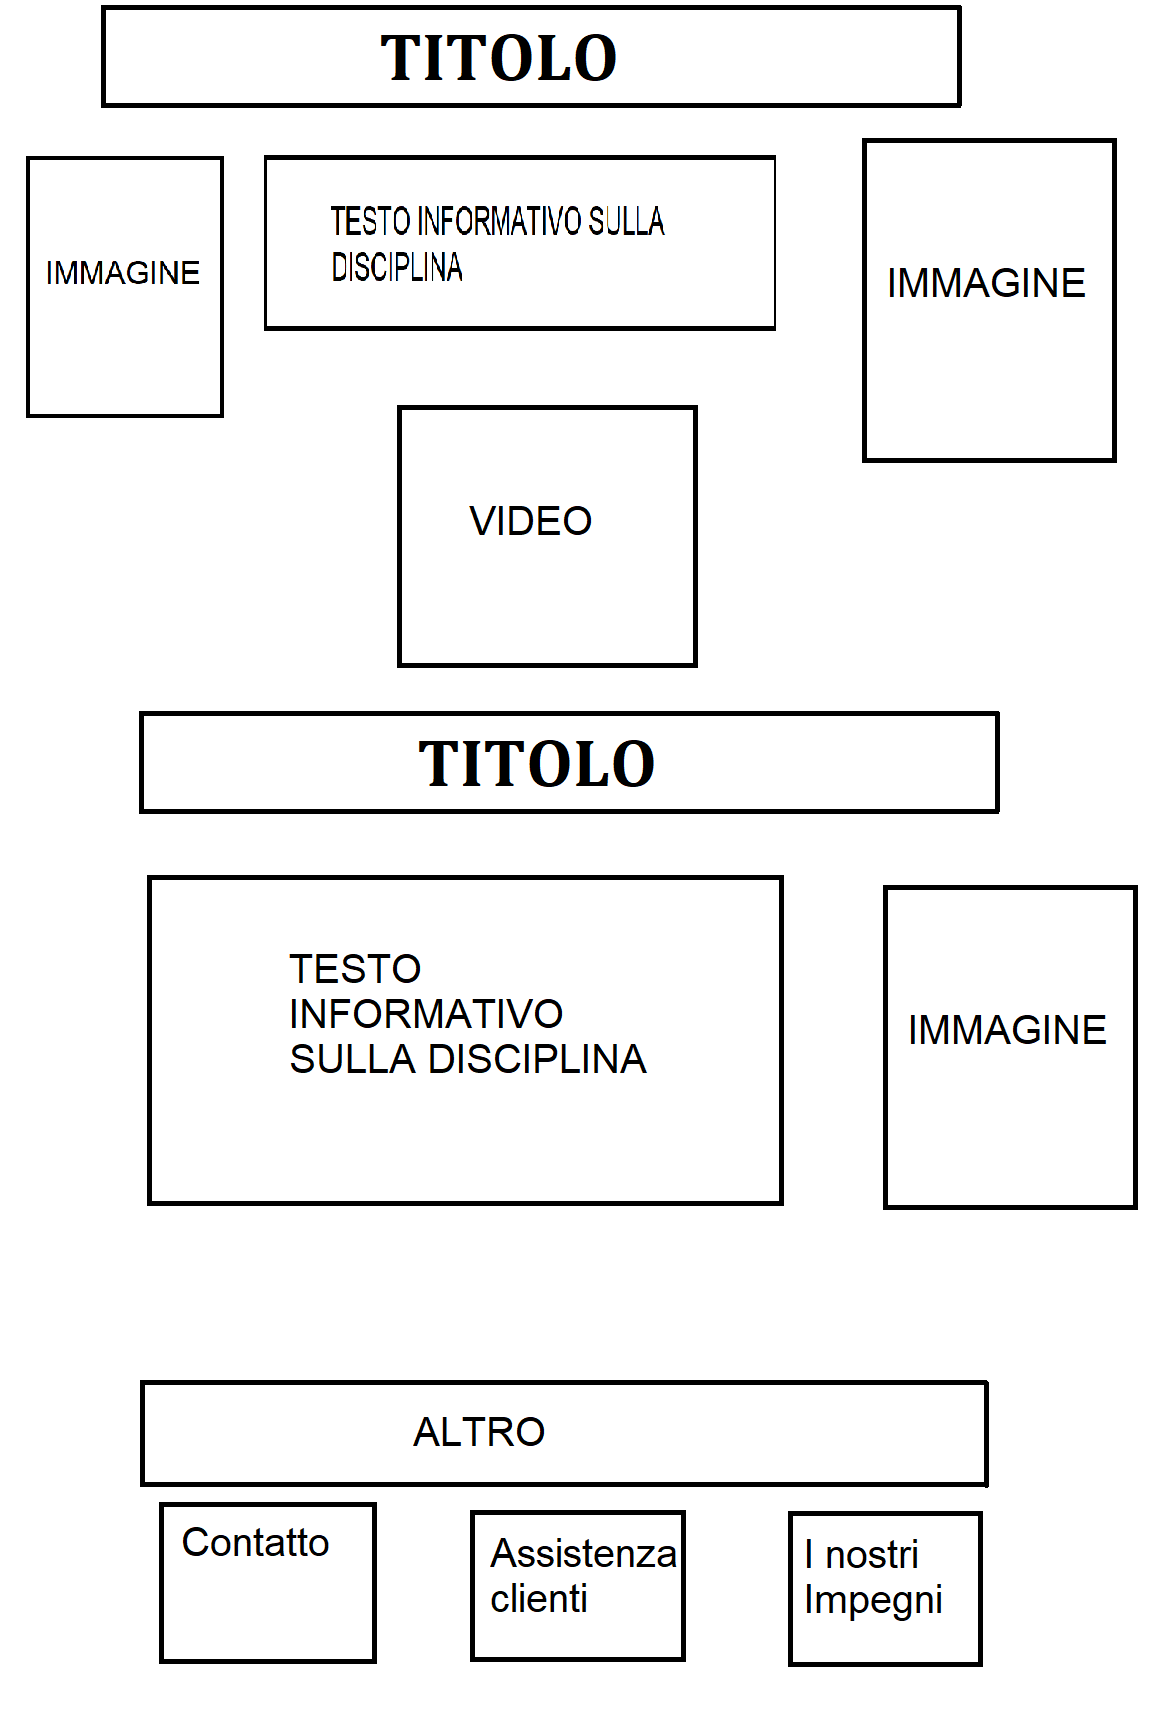 TITOLO
IMMAGINE
TESTO INFORMATIVO SULLA
DISCIPLINA
IMMAGINE
VIDEO
TITOLO
TESTO
INFORMATIVO
SULLA DISCIPLINA
IMMAGINE
ALTRO
Contatto
Assistenza
clienti
I nostri
Impegni